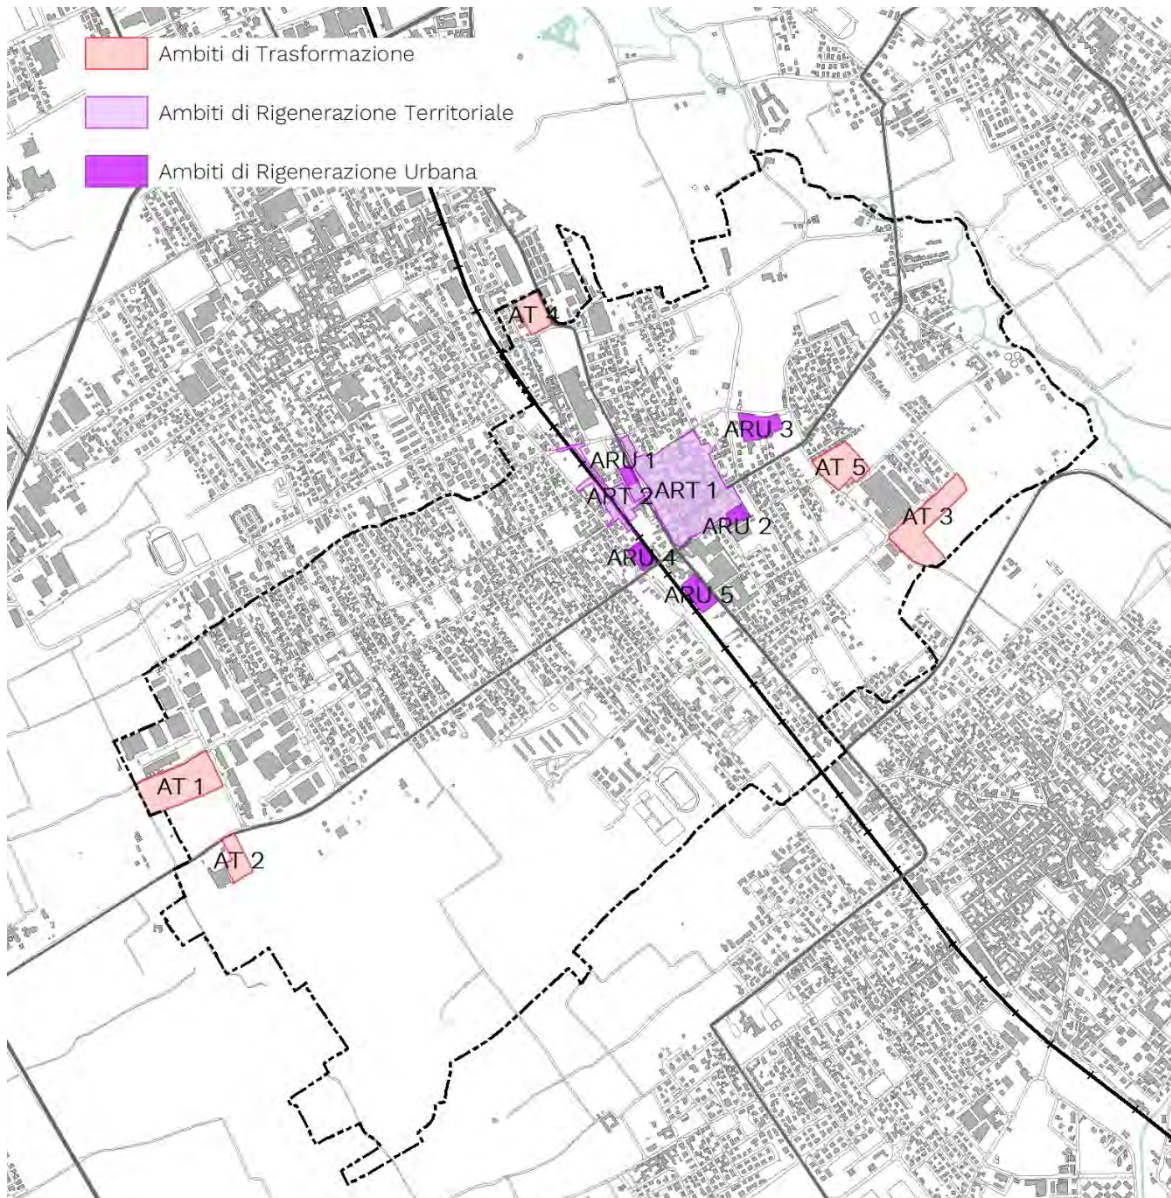 Ambiti di Trasformazione
Ambiti di Rigenerazione Territoriale
Ambiti di Rigenerazione Urbana
AT 4
ARU 3
ARU 1
AT 5
ART 2
ART 1
AT 3
ARU 2
ARU 4
ARU 5
AT 1
AT 2